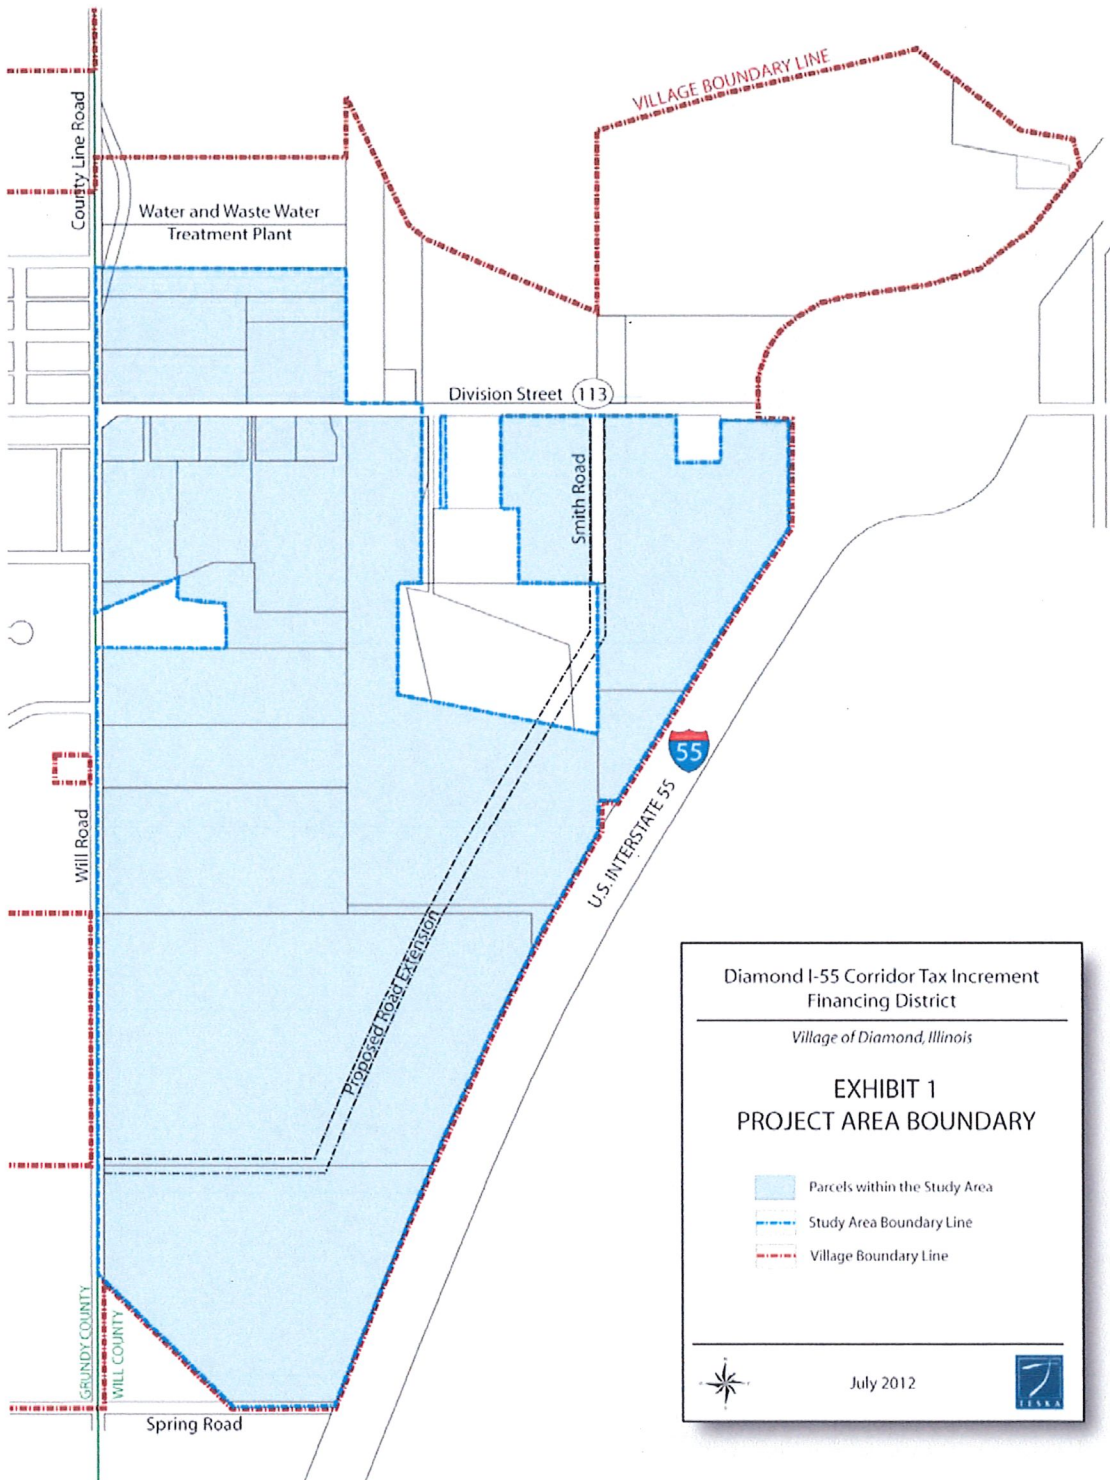 VILLAGE BOUNDARY LINE
County Line Road
Water and Waste Water
Treatment Plant
Division Street 113
Smith Road
55
U.S. INTERSTATE 55
Will Road
Proposed Road Extension
GRUNDY COUNTY
WILL COUNTY
Spring Road
Diamond I-55 Corridor Tax Increment
Financing District
Village of Diamond, Illinois
EXHIBIT 1
PROJECT AREA BOUNDARY
Parcels within the Study Area
Study Area Boundary Line
Village Boundary Line
July 2012
TESKA